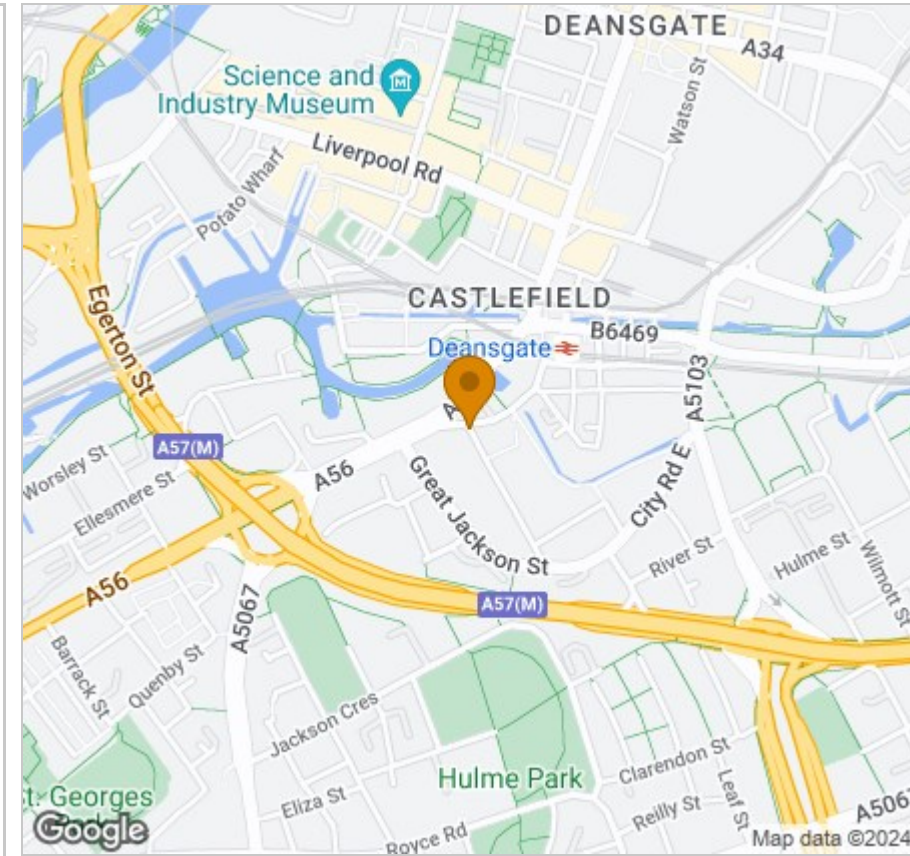 DEANSGATE
A34
Science and
Industry Museum
Watson St
Liverpool Rd
Potato Wharf
CASTLEFIELD
B6469
Deansgate
Egerton St
A5103
A
A57(M)
Worsley St
Ellesmere St
A56
Great Jackson St
City Rd E
River St
Hulme St
Wilmott St
A56
A57(M)
A5067
Barrack St
Quenby St
Jackson Cres
Hulme Park
Clarendon St
Leaf St
St. Georges
Eliza St
Reilly St
A5067
Royce Rd
Google
Map data ©2024